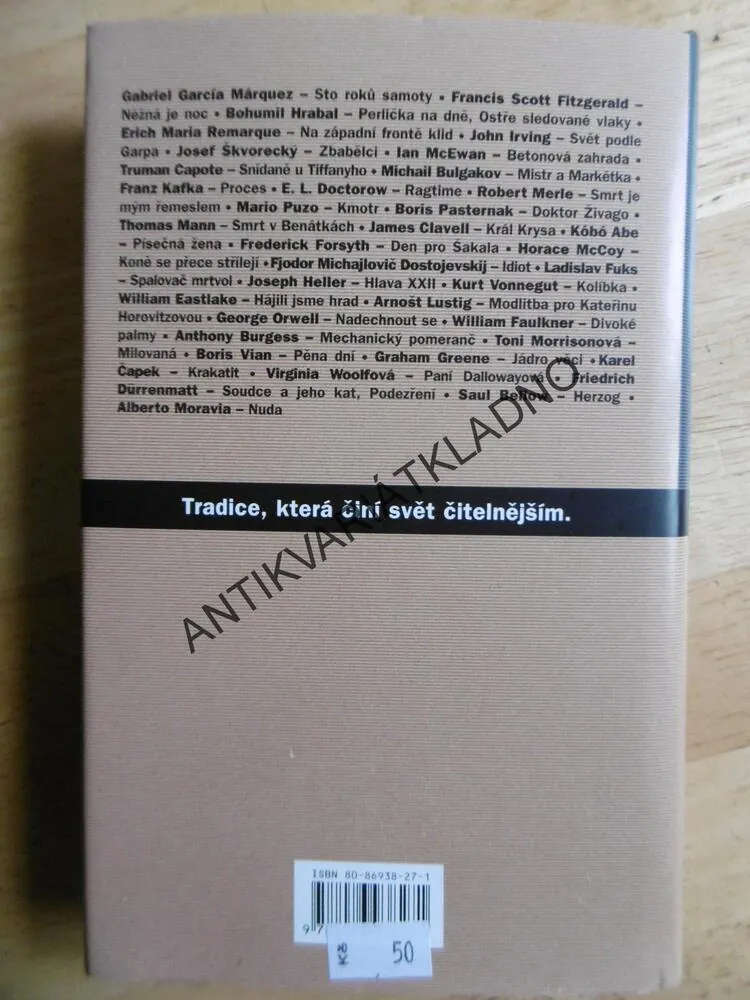 Gabriel García Márquez – Sto roků samoty • Francis Scott Fitzgerald –
Něžná je noc • Bohumil Hrabal – Perlička na dně, Ostře sledované vlaky •
Erich Maria Remarque – Na západní frontě klid • John Irving – Svět podle
Garpa • Josef Škvorecký – Zbabělci • Ian McEwan – Betonová zahrada •
Truman Capote – Snídaně u Tiffanyho • Michail Bulgakov – Mistr a Markétka •
Franz Kafka – Proces • E. L. Doctorow – Ragtime • Robert Merle – Smrt je
mým řemeslem • Mario Puzo – Kmotr • Boris Pasternak – Doktor Živago •
Thomas Mann – Smrt v Benátkách • James Clavell – Král Krysa • Kóbó Abe
– Písečná žena • Frederick Forsyth – Den pro Šakala • Horace McCoy –
Koně se přece střílejí • Fjodor Michajlovič Dostojevskij – Idiot • Ladislav Fuks
– Spalovač mrtvol • Joseph Heller – Hlava XXII • Kurt Vonnegut – Kolíbka •
William Eastlake – Hájili jsme hrad • Arnošt Lustig – Modlitba pro Kateřinu
Horovitzovou • George Orwell – Nadechnout se • William Faulkner – Divoké
palmy • Anthony Burgess – Mechanický pomeranč • Toni Morrisonová –
Milovaná • Boris Vian – Pěna dní • Graham Greene – Jádro věci • Karel
Čapek – Krakatit • Virginia Woolfová – Paní Dallowayová • Friedrich
Dürrenmatt – Soudce a jeho kat, Podezření • Saul Bellow – Herzog •
Alberto Moravia – Nuda
Tradice, která činí svět čitelnějším.
ANTIKVARIÁTKLADNO
ISBN 80-86938-27-1
97
Kč 50